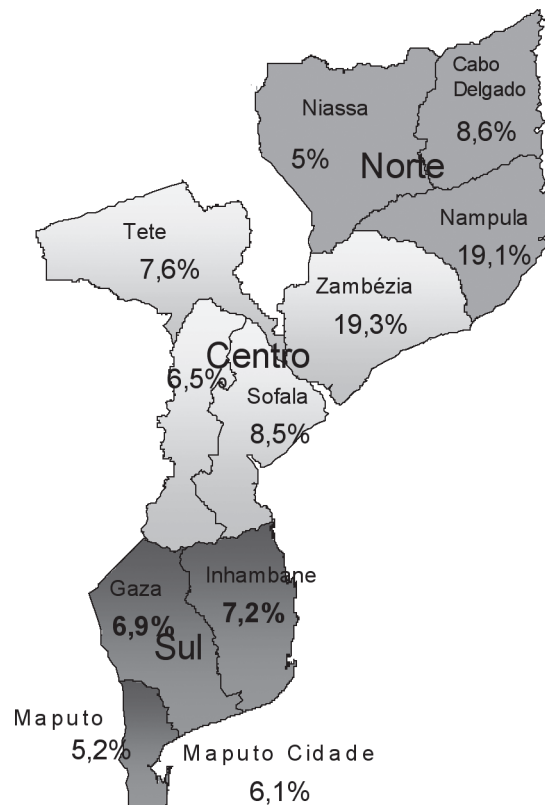 Cabo
Delgado
8,6%
Niassa
5%
Norte
Nampula
19,1%
Tete
7,6%
Zambézia
19,3%
Centro
6,5%
Sofala
8,5%
Gaza
6,9%
Inhambane
7,2%
Sul
Maputo
5,2%
Maputo Cidade
6,1%